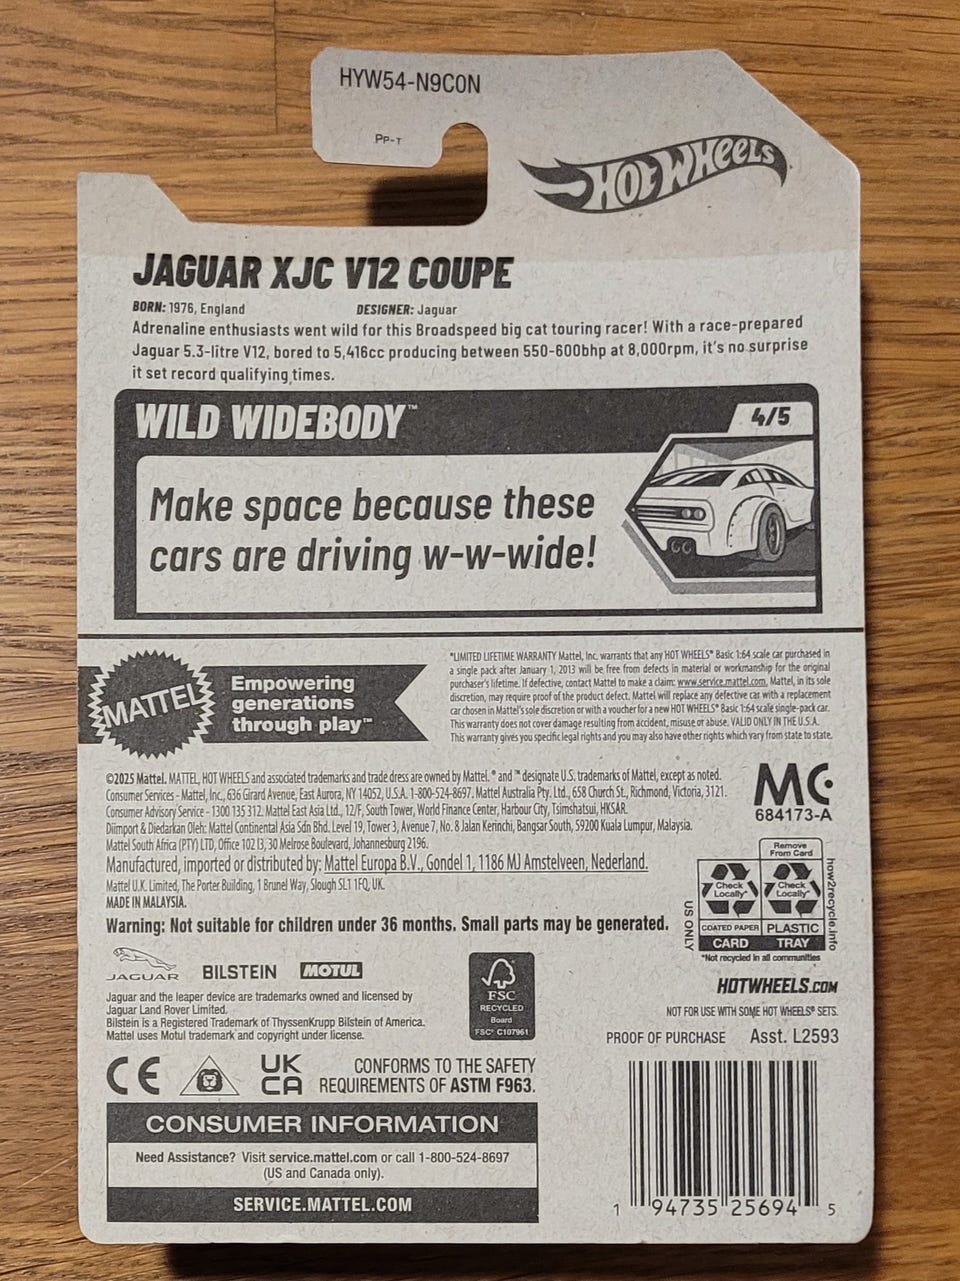 HYW54-N9C0N
PP-T
HOT WHEELS
JAGUAR XJC V12 COUPE
BORN: 1976, England DESIGNER: Jaguar
Adrenaline enthusiasts went wild for this Broadspeed big cat touring racer! With a race-prepared
Jaguar 5.3-litre V12, bored to 5,416cc producing between 550-600bhp at 8,000rpm, it's no surprise
it set record qualifying times.
WILD WIDEBODY™ 4/5
Make space because these
cars are driving w-w-wide!
MATTEL
Empowering
generations
through play™
*LIMITED LIFETIME WARRANTY Mattel, Inc. warrants that any HOT WHEELS® Basic 1:64 scale car purchased in
a single pack after January 1, 2013 will be free from defects in material or workmanship for the original
purchaser's lifetime. If defective, contact Mattel to make a claim: www.service.mattel.com. Mattel, in its sole
discretion, may require proof of the product defect. Mattel will replace any defective car with a replacement
car chosen in Mattel's sole discretion or with a voucher for a new HOT WHEELS® Basic 1:64 scale single-pack car.
This warranty does not cover damage resulting from accident, misuse or abuse. VALID ONLY IN THE U.S.A.
This warranty gives you specific legal rights and you may also have other rights which vary from state to state.
©2025 Mattel. MATTEL, HOT WHEELS and associated trademarks and trade dress are owned by Mattel. ® and ™ designate U.S. trademarks of Mattel, except as noted.
Consumer Services - Mattel, Inc., 636 Girard Avenue, East Aurora, NY 14052, U.S.A. 1-800-524-8697. Mattel Australia Pty. Ltd., 658 Church St., Richmond, Victoria, 3121.
Consumer Advisory Service - 1300 135 312. Mattel East Asia Ltd., 12/F, South Tower, World Finance Center, Harbour City, Tsimshatsui, HKSAR.
Diimport & Diedarkan Oleh: Mattel Continental Asia Sdn Bhd. Level 19, Tower 3, Avenue 7, No. 8 Jalan Kerinchi, Bangsar South, 59200 Kuala Lumpur, Malaysia.
Mattel South Africa (PTY) LTD, Office 102 I3, 30 Melrose Boulevard, Johannesburg 2196.
Manufactured, imported or distributed by: Mattel Europa B.V., Gondel 1, 1186 MJ Amstelveen, Nederland.
Mattel U.K. Limited, The Porter Building, 1 Brunel Way, Slough SL1 1FQ, UK.
MADE IN MALAYSIA.
Warning: Not suitable for children under 36 months. Small parts may be generated.
MC
684173-A
Remove
From Card
Check
Locally*
Check
Locally*
COATED PAPER PLASTIC
CARD TRAY
US ONLY
how2recycle.info
*Not recycled in all communities
JAGUAR BILSTEIN MOTUL
Jaguar and the leaper device are trademarks owned and licensed by
Jaguar Land Rover Limited.
Bilstein is a Registered Trademark of ThyssenKrupp Bilstein of America.
Mattel uses Motul trademark and copyright under license.
FSC
RECYCLED
Board
FSC® C107961
HOTWHEELS.COM
NOT FOR USE WITH SOME HOT WHEELS® SETS.
PROOF OF PURCHASE Asst. L2593
CE
UK
CA
CONFORMS TO THE SAFETY
REQUIREMENTS OF ASTM F963.
CONSUMER INFORMATION
Need Assistance? Visit service.mattel.com or call 1-800-524-8697
(US and Canada only).
SERVICE.MATTEL.COM
1 94735 25694 5